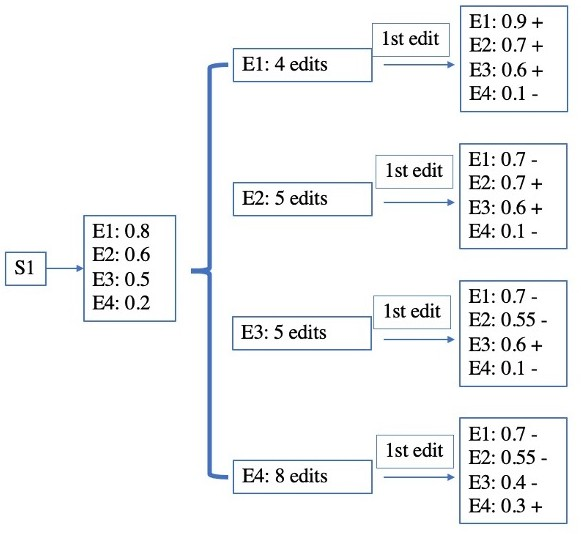 S1
E1: 0.8
E2: 0.6
E3: 0.5
E4: 0.2
E1: 4 edits
1st edit
E1: 0.9 +
E2: 0.7 +
E3: 0.6 +
E4: 0.1 -
E2: 5 edits
1st edit
E1: 0.7 -
E2: 0.7 +
E3: 0.6 +
E4: 0.1 -
E3: 5 edits
1st edit
E1: 0.7 -
E2: 0.55 -
E3: 0.6 +
E4: 0.1 -
E4: 8 edits
1st edit
E1: 0.7 -
E2: 0.55 -
E3: 0.4 -
E4: 0.3 +